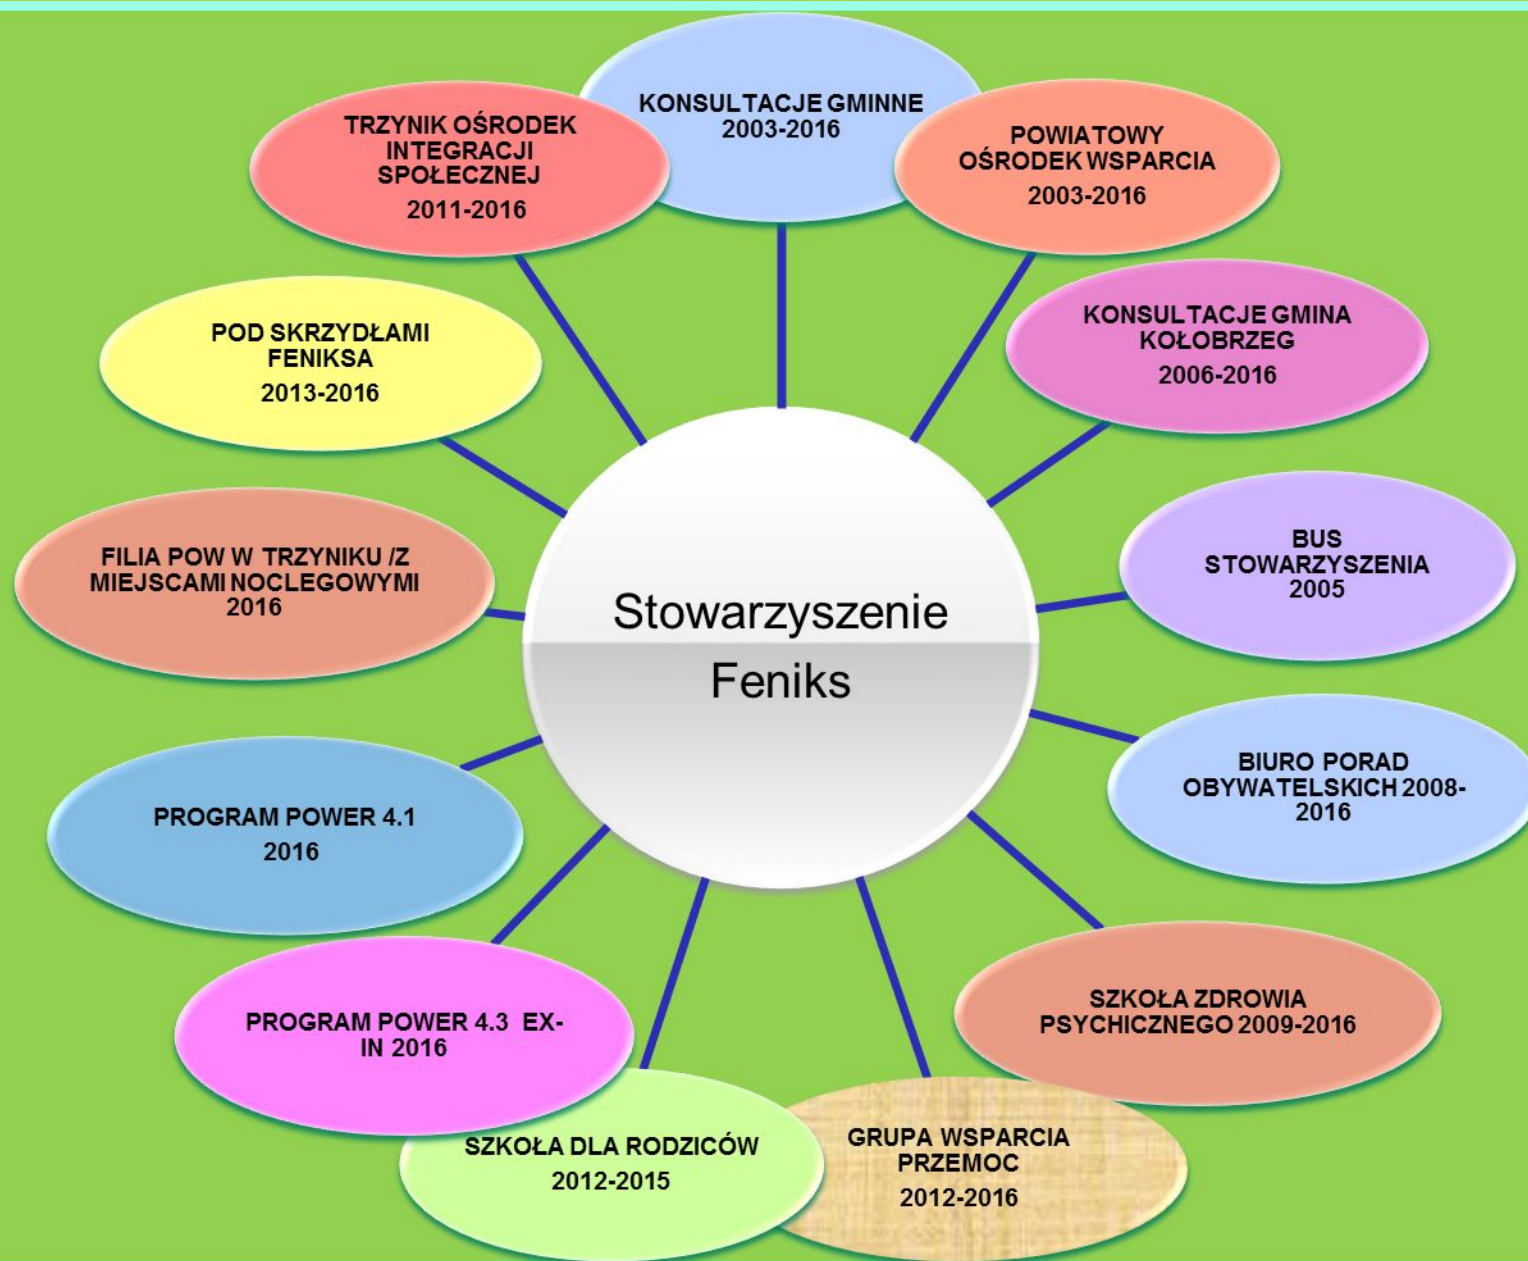 KONSULTACJE GMINNE
2003-2016
POWIATOWY
OŚRODEK WSPARCIA
2003-2016
KONSULTACJE GMINA
KOŁOBRZEG
2006-2016
BUS
STOWARZYSZENIA
2005
BIURO PORAD
OBYWATELSKICH 2008-
2016
SZKOŁA ZDROWIA
PSYCHICZNEGO 2009-2016
GRUPA WSPARCIA
PRZEMOC
2012-2016
SZKOŁA DLA RODZICÓW
2012-2015
PROGRAM POWER 4.3 EX-
IN 2016
PROGRAM POWER 4.1
2016
FILIA POW W TRZYNIKU /Z
MIEJSCAMI NOCLEGOWYMI
2016
POD SKRZYDŁAMI
FENIKSA
2013-2016
TRZYNIK OŚRODEK
INTEGRACJI
SPOŁECZNEJ
2011-2016
Stowarzyszenie
Feniks